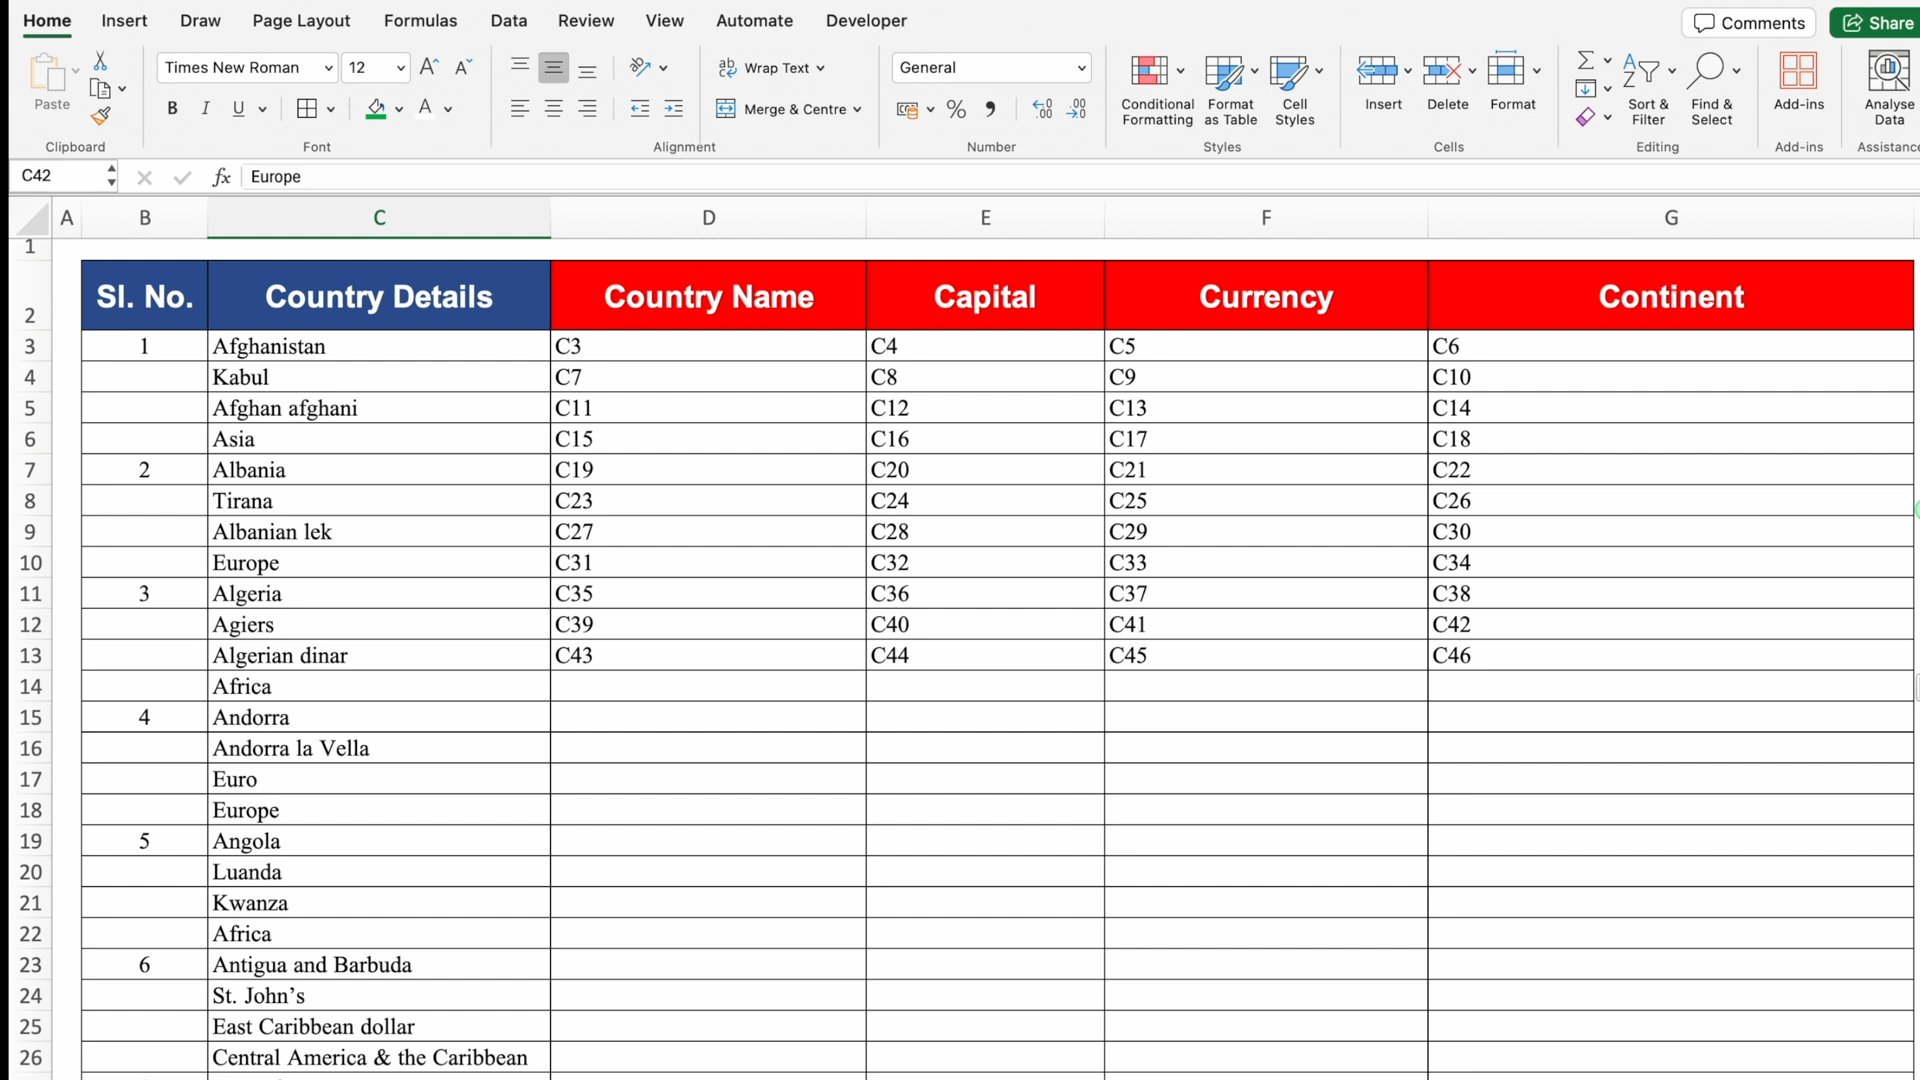 Home Insert Draw Page Layout Formulas Data Review View Automate Developer Comments Share
Paste Times New Roman 12 Wrap Text General Conditional Formatting Format as Table Cell Styles Insert Delete Format Sort & Filter Find & Select Add-ins Analyse Data
B I U A Merge & Centre %
Clipboard Font Alignment Number Styles Cells Editing Add-ins
C42 fx Europe
A B C D E F G
1
2 Sl. No. Country Details Country Name Capital Currency Continent
3 1 Afghanistan C3 C4 C5 C6
4 Kabul C7 C8 C9 C10
5 Afghan afghani C11 C12 C13 C14
6 Asia C15 C16 C17 C18
7 2 Albania C19 C20 C21 C22
8 Tirana C23 C24 C25 C26
9 Albanian lek C27 C28 C29 C30
10 Europe C31 C32 C33 C34
11 3 Algeria C35 C36 C37 C38
12 Agiers C39 C40 C41 C42
13 Algerian dinar C43 C44 C45 C46
14 Africa
15 4 Andorra
16 Andorra la Vella
17 Euro
18 Europe
19 5 Angola
20 Luanda
21 Kwanza
22 Africa
23 6 Antigua and Barbuda
24 St. John’s
25 East Caribbean dollar
26 Central America & the Caribbean